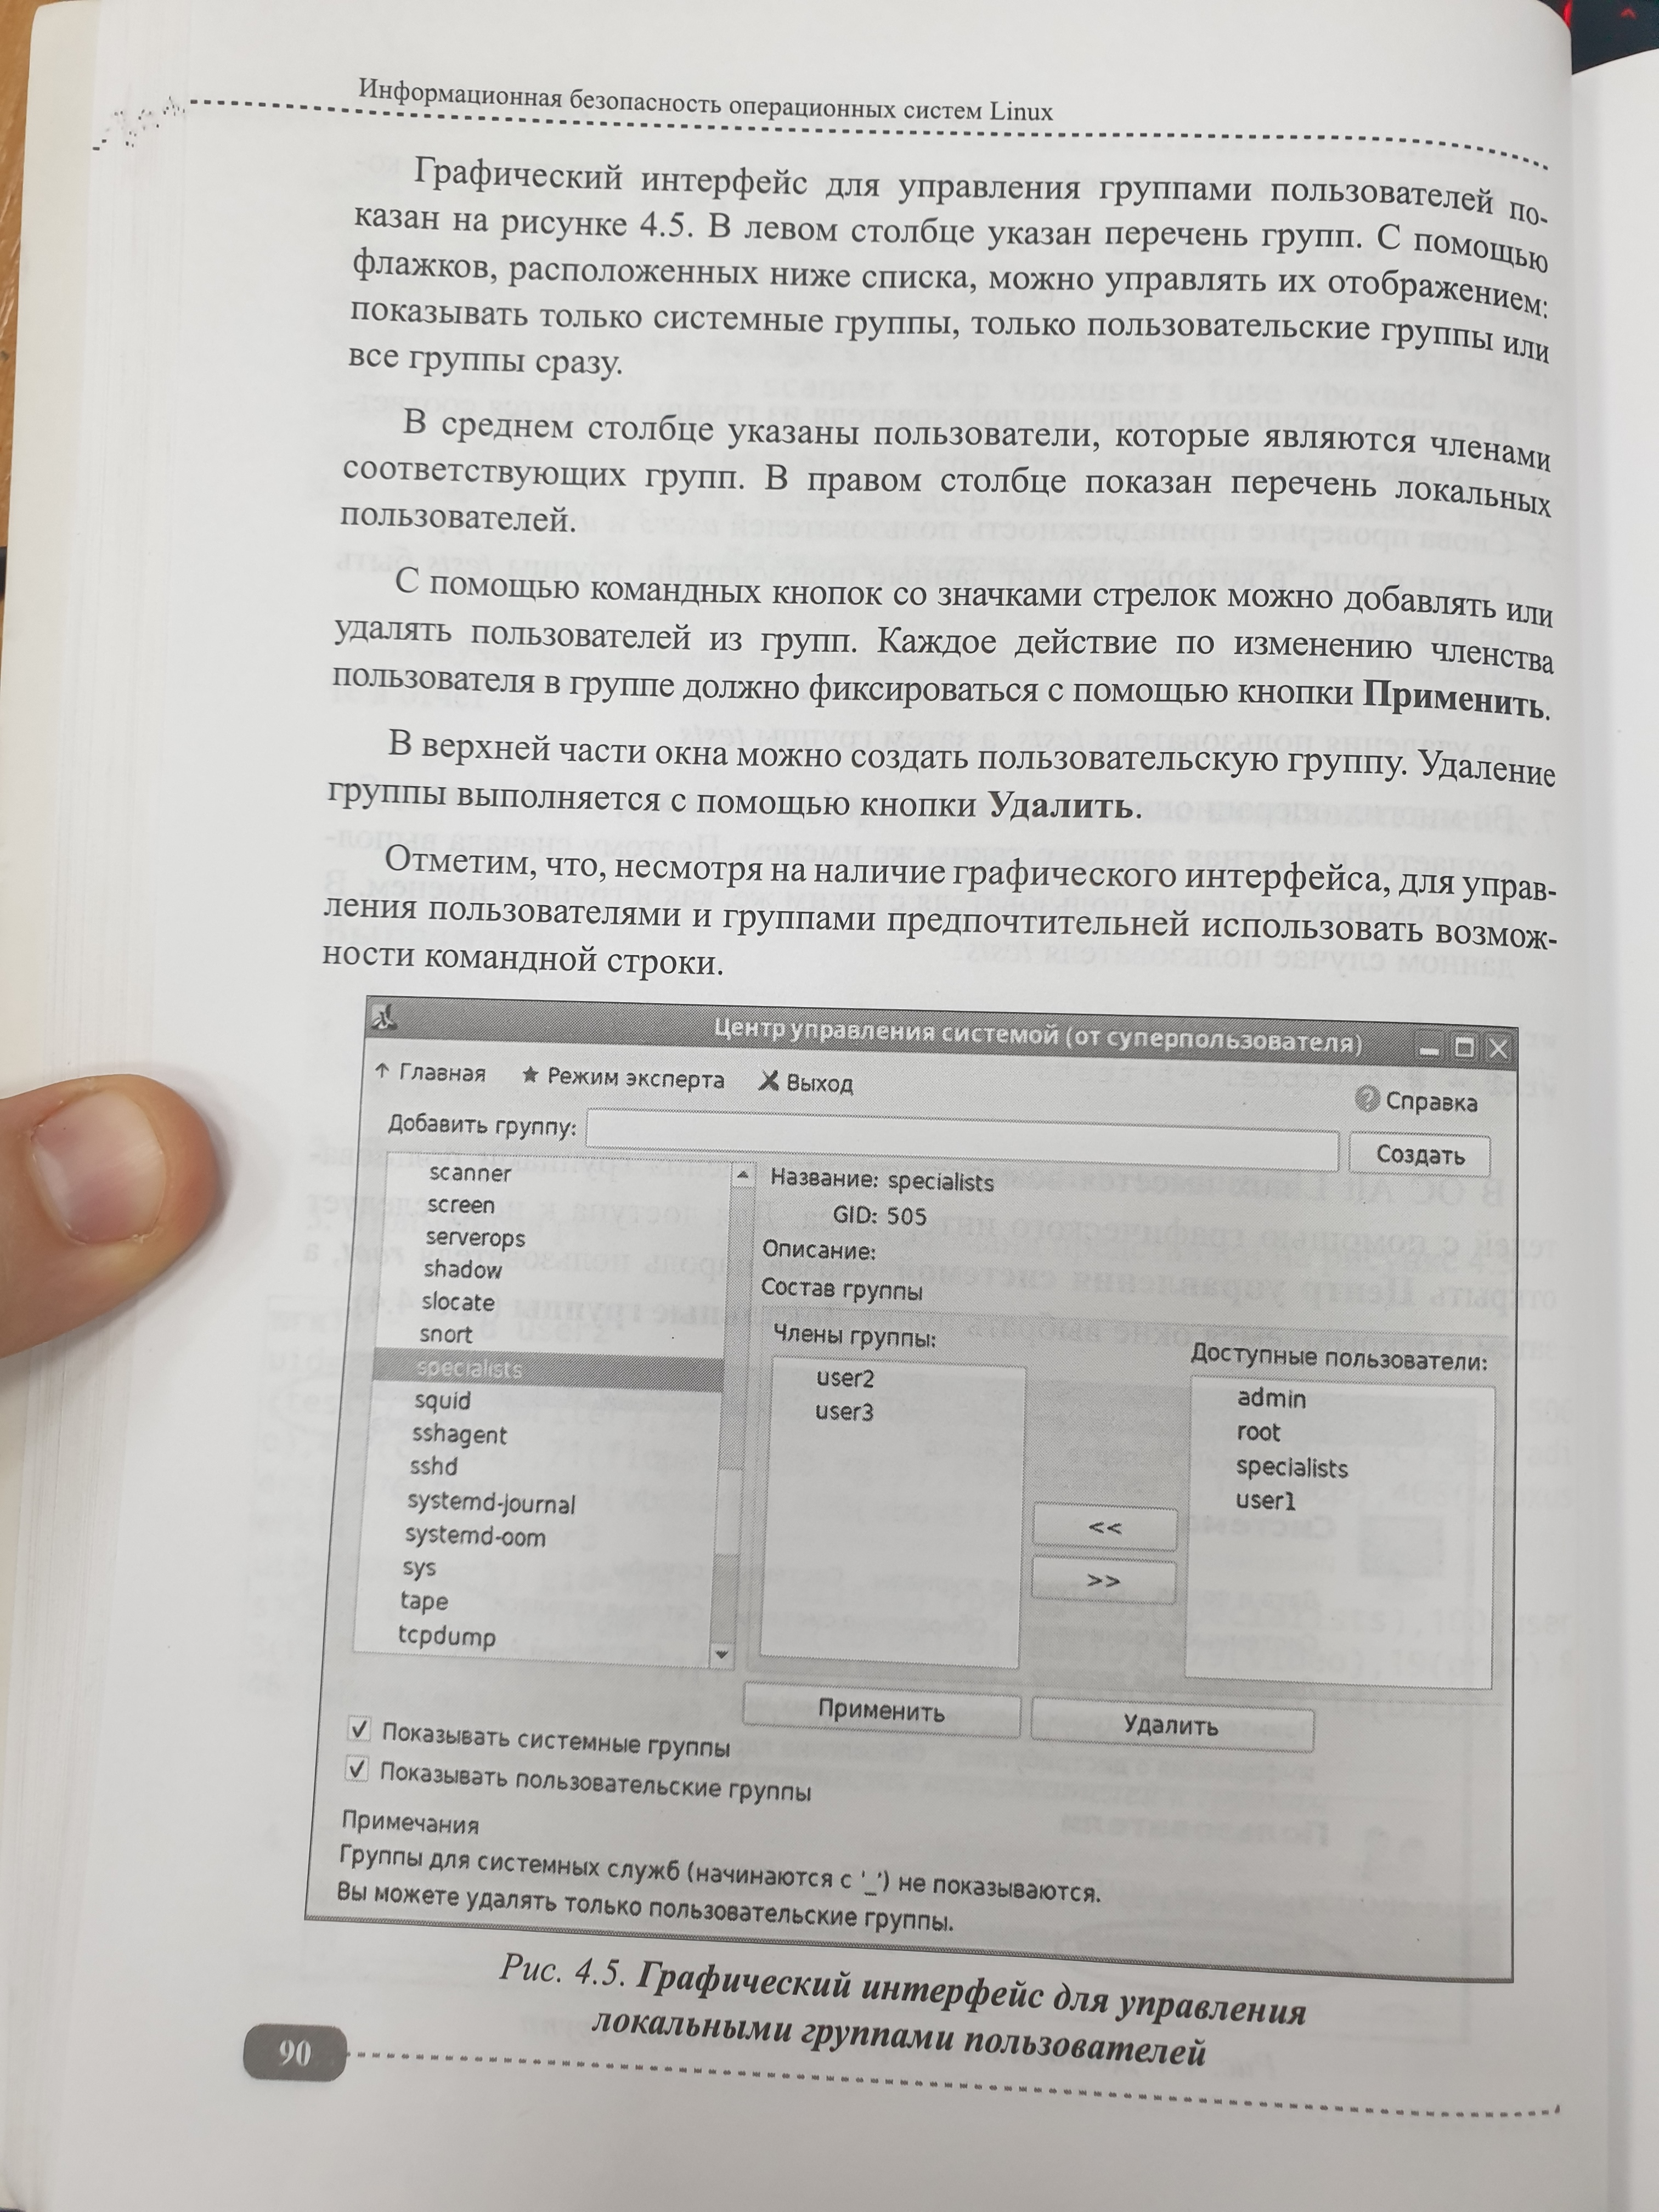 Информационная безопасность операционных систем Linux
Графический интерфейс для управления группами пользователей по-
казан на рисунке 4.5. В левом столбце указан перечень групп. С помощью
флажков, расположенных ниже списка, можно управлять их отображением:
показывать только системные группы, только пользовательские группы или
все группы сразу.
В среднем столбце указаны пользователи, которые являются членами
соответствующих групп. В правом столбце показан перечень локальных
пользователей.
С помощью командных кнопок со значками стрелок можно добавлять или
удалять пользователей из групп. Каждое действие по изменению членства
пользователя в группе должно фиксироваться с помощью кнопки Применить.
В верхней части окна можно создать пользовательскую группу. Удаление
группы выполняется с помощью кнопки Удалить.
Отметим, что, несмотря на наличие графического интерфейса, для управ-
ления пользователями и группами предпочтительней использовать возмож-
ности командной строки.
Центр управления системой (от суперпользователя)
Главная Режим эксперта Выход
? Справка
Добавить группу:
Создать
scanner
screen
serverops
shadow
slocate
snort
specialists
squid
sshagent
sshd
systemd-journal
systemd-oom
sys
tape
tcpdump
Название: specialists
GID: 505
Описание:
Состав группы
Члены группы:
user2
user3
<<
>>
Доступные пользователи:
admin
root
specialists
user1
Применить
Удалить
Показывать системные группы
Показывать пользовательские группы
Примечания
Группы для системных служб (начинаются с '_') не показываются.
Вы можете удалять только пользовательские группы.
Рис. 4.5. Графический интерфейс для управления
локальными группами пользователей
90